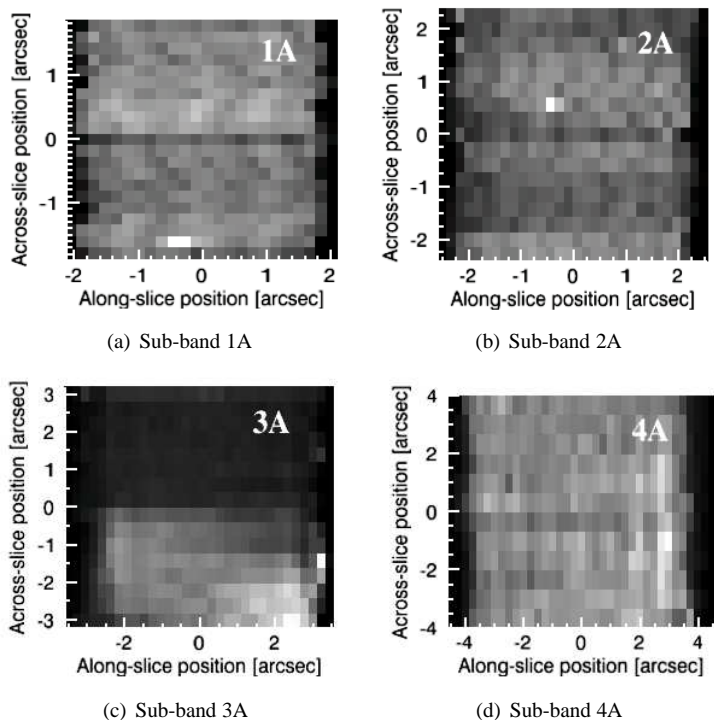 1A
Across-slice position [arcsec]
1
0
-1
-2 -1 0 1 2
Along-slice position [arcsec]
(a) Sub-band 1A
2A
Across-slice position [arcsec]
2
1
0
-1
-2
-2 -1 0 1 2
Along-slice position [arcsec]
(b) Sub-band 2A
3A
Across-slice position [arcsec]
3
2
1
0
-1
-2
-3
-2 0 2
Along-slice position [arcsec]
(c) Sub-band 3A
4A
Across-slice position [arcsec]
4
2
0
-2
-4
-4 -2 0 2 4
Along-slice position [arcsec]
(d) Sub-band 4A